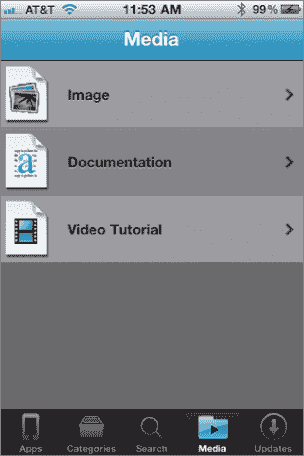 AT&T 11:53 AM 99%
Media
Image
Documentation
a
Video Tutorial
Apps Categories Search Media Updates